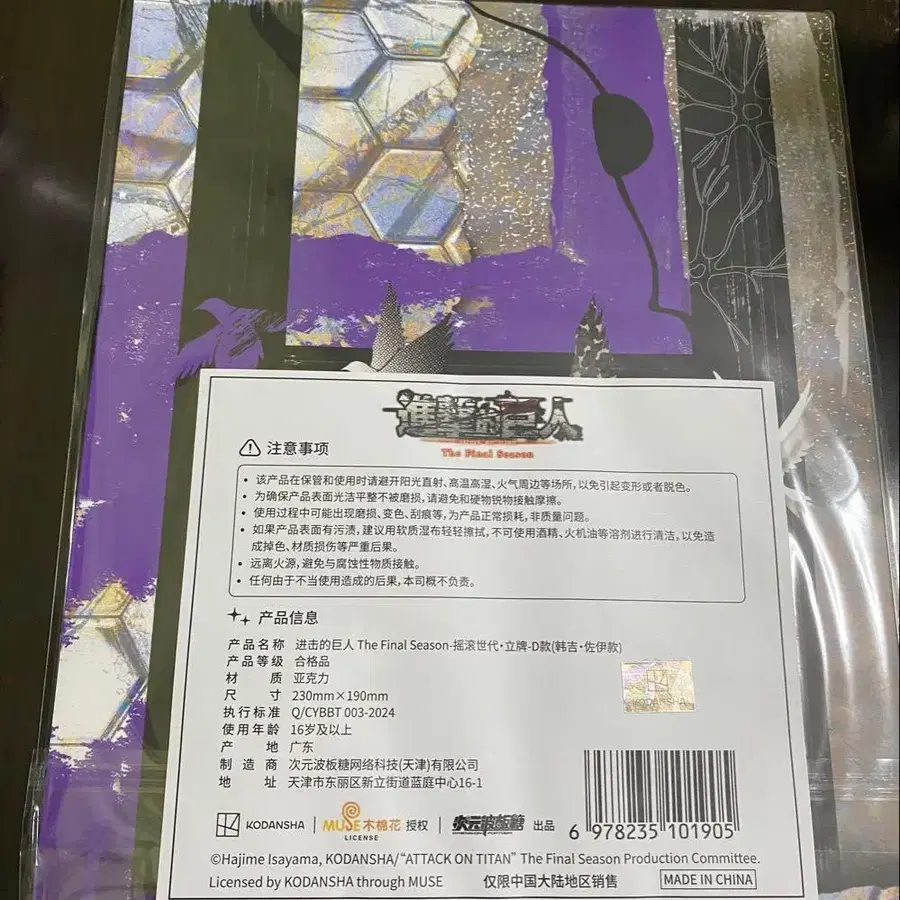 進撃の巨人
The Final Season
注意事项
• 该产品在保管和使用时请避开阳光直射、高温高湿、火气周边等场所，以免引起变形或者脱色。
• 为确保产品表面光洁平整不被磨损，请避免和硬物锐物接触摩擦。
• 使用过程中可能出现磨损、变色、刮痕等，为产品正常损耗，非质量问题。
• 如果产品表面有污渍，建议用软质湿布轻轻擦拭，不可使用酒精、火机油等溶剂进行清洁，以免造
成掉色、材质损伤等严重后果。
• 远离火源，避免与腐蚀性物质接触。
• 任何由于不当使用造成的后果，本司概不负责。
产品信息
产品名称 进击的巨人 The Final Season-摇滚世代·立牌-D款(韩吉·佐伊款)
产品等级 合格品
材 质 亚克力
尺 寸 230mm×190mm
执行标准 Q/CYBBT 003-2024
使用年龄 16岁及以上
产 地 广东
制 造 商 次元波板糖网络科技(天津)有限公司
地 址 天津市东丽区新立街道蓝庭中心16-1
KODANSHA
KODANSHA MUSE木棉花 授权 次元波板糖 出品
LICENSE
6 978235 101905
©Hajime Isayama, KODANSHA/"ATTACK ON TITAN" The Final Season Production Committee.
Licensed by KODANSHA through MUSE 仅限中国大陆地区销售 MADE IN CHINA